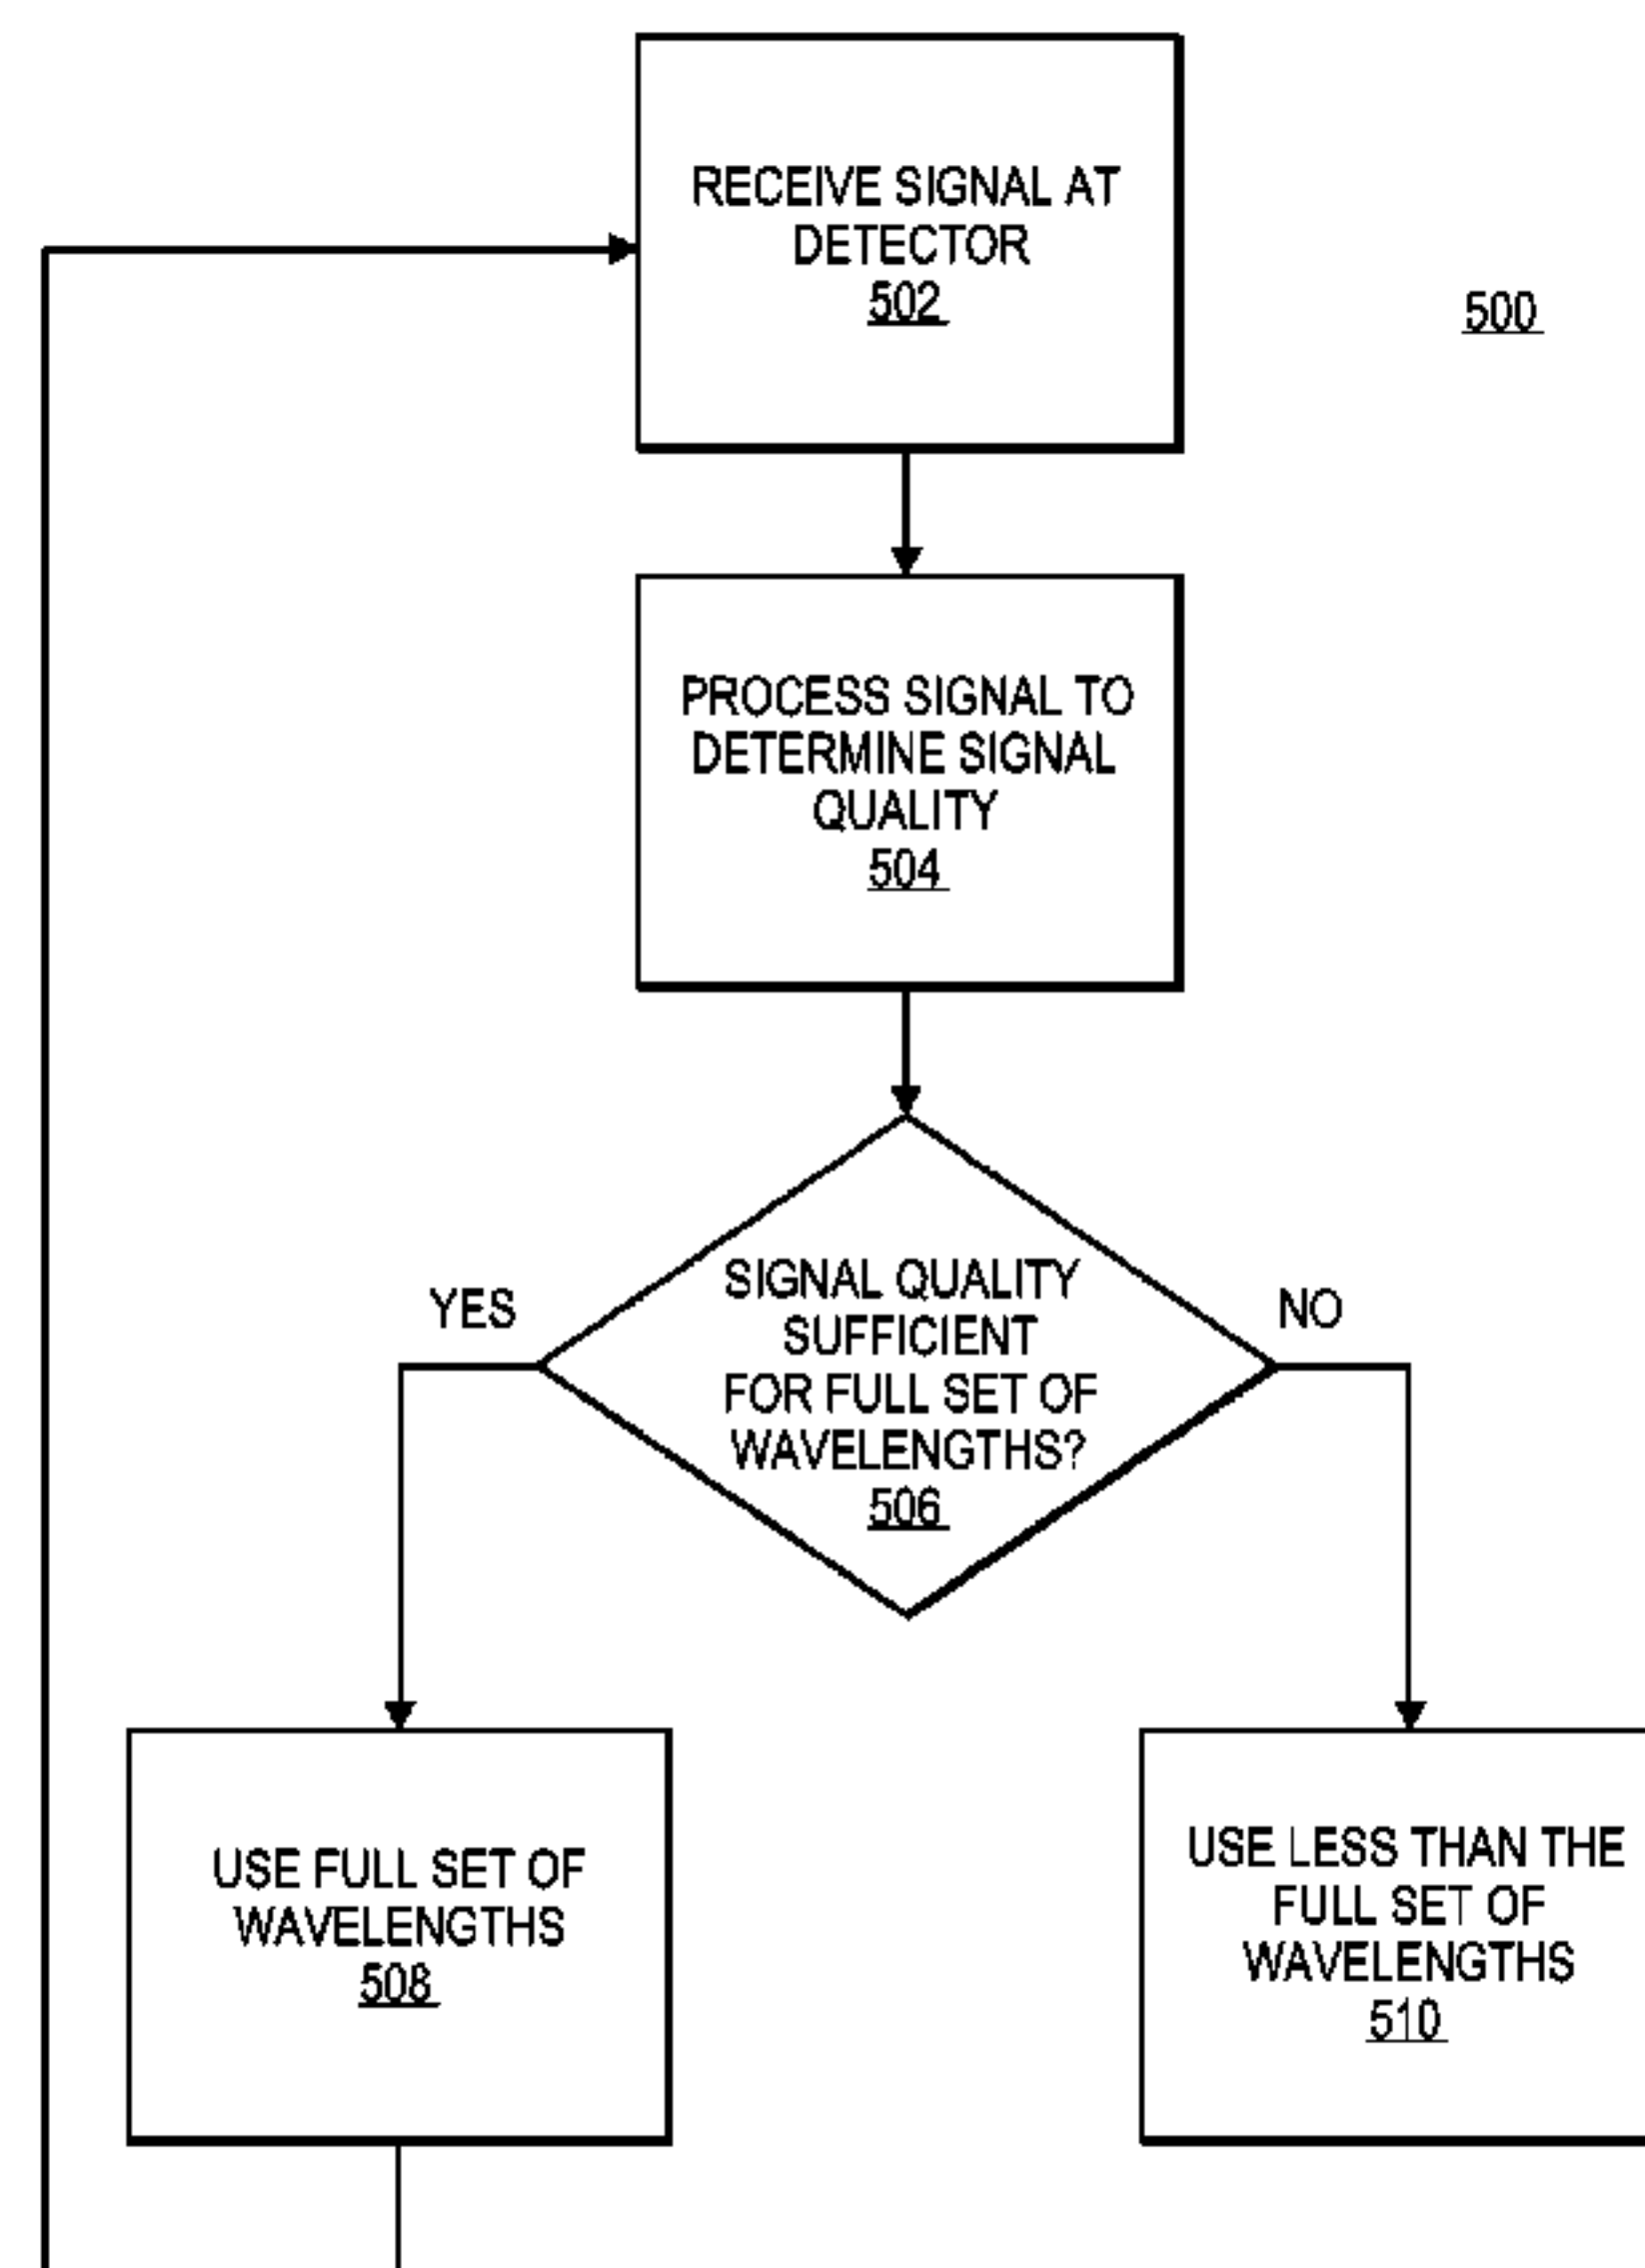 RECEIVE SIGNAL AT
DETECTOR
502
500
PROCESS SIGNAL TO
DETERMINE SIGNAL
QUALITY
504
YES
SIGNAL QUALITY
SUFFICIENT
FOR FULL SET OF
WAVELENGTHS?
506
NO
USE FULL SET OF
WAVELENGTHS
508
USE LESS THAN THE
FULL SET OF
WAVELENGTHS
510